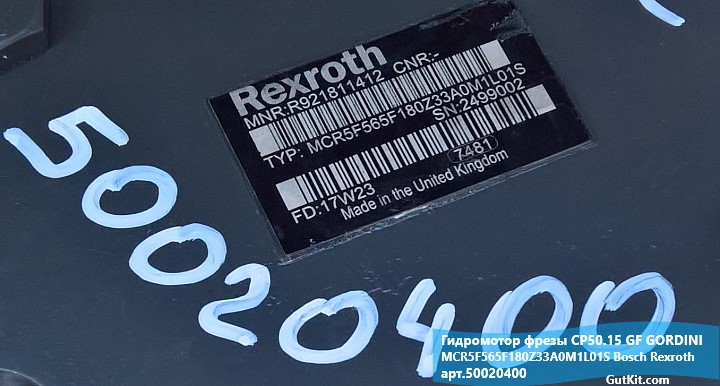 Rexroth
MNR:R921811412 CNR:-
TYP: MCR5F565F180Z33A0M1L01S
SN:2499002
FD:17W23
7481
Made in the United Kingdom
50020400
Гидромотор фрезы CP50.15 GF GORDINI
MCR5F565F180Z33A0M1L01S Bosch Rexroth
арт.50020400
GutKit.com